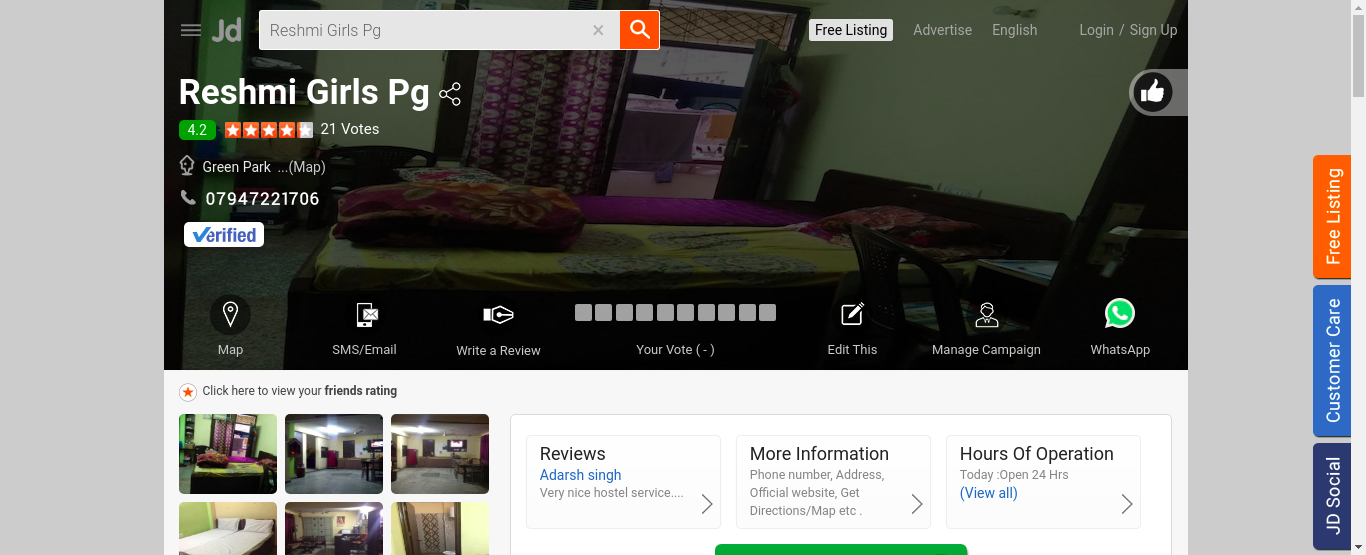 Jd
Reshmi Girls Pg
Free Listing
Advertise
English
Login / Sign Up
Reshmi Girls Pg
4.2
21 Votes
Green Park ...(Map)
07947221706
Verified
Map
SMS/Email
Write a Review
Your Vote ( - )
Edit This
Manage Campaign
WhatsApp
Click here to view your friends rating
Reviews
Adarsh singh
Very nice hostel service....
More Information
Phone number, Address,
Official website, Get
Directions/Map etc .
Hours Of Operation
Today :Open 24 Hrs
(View all)
Free Listing
Customer Care
JD Social